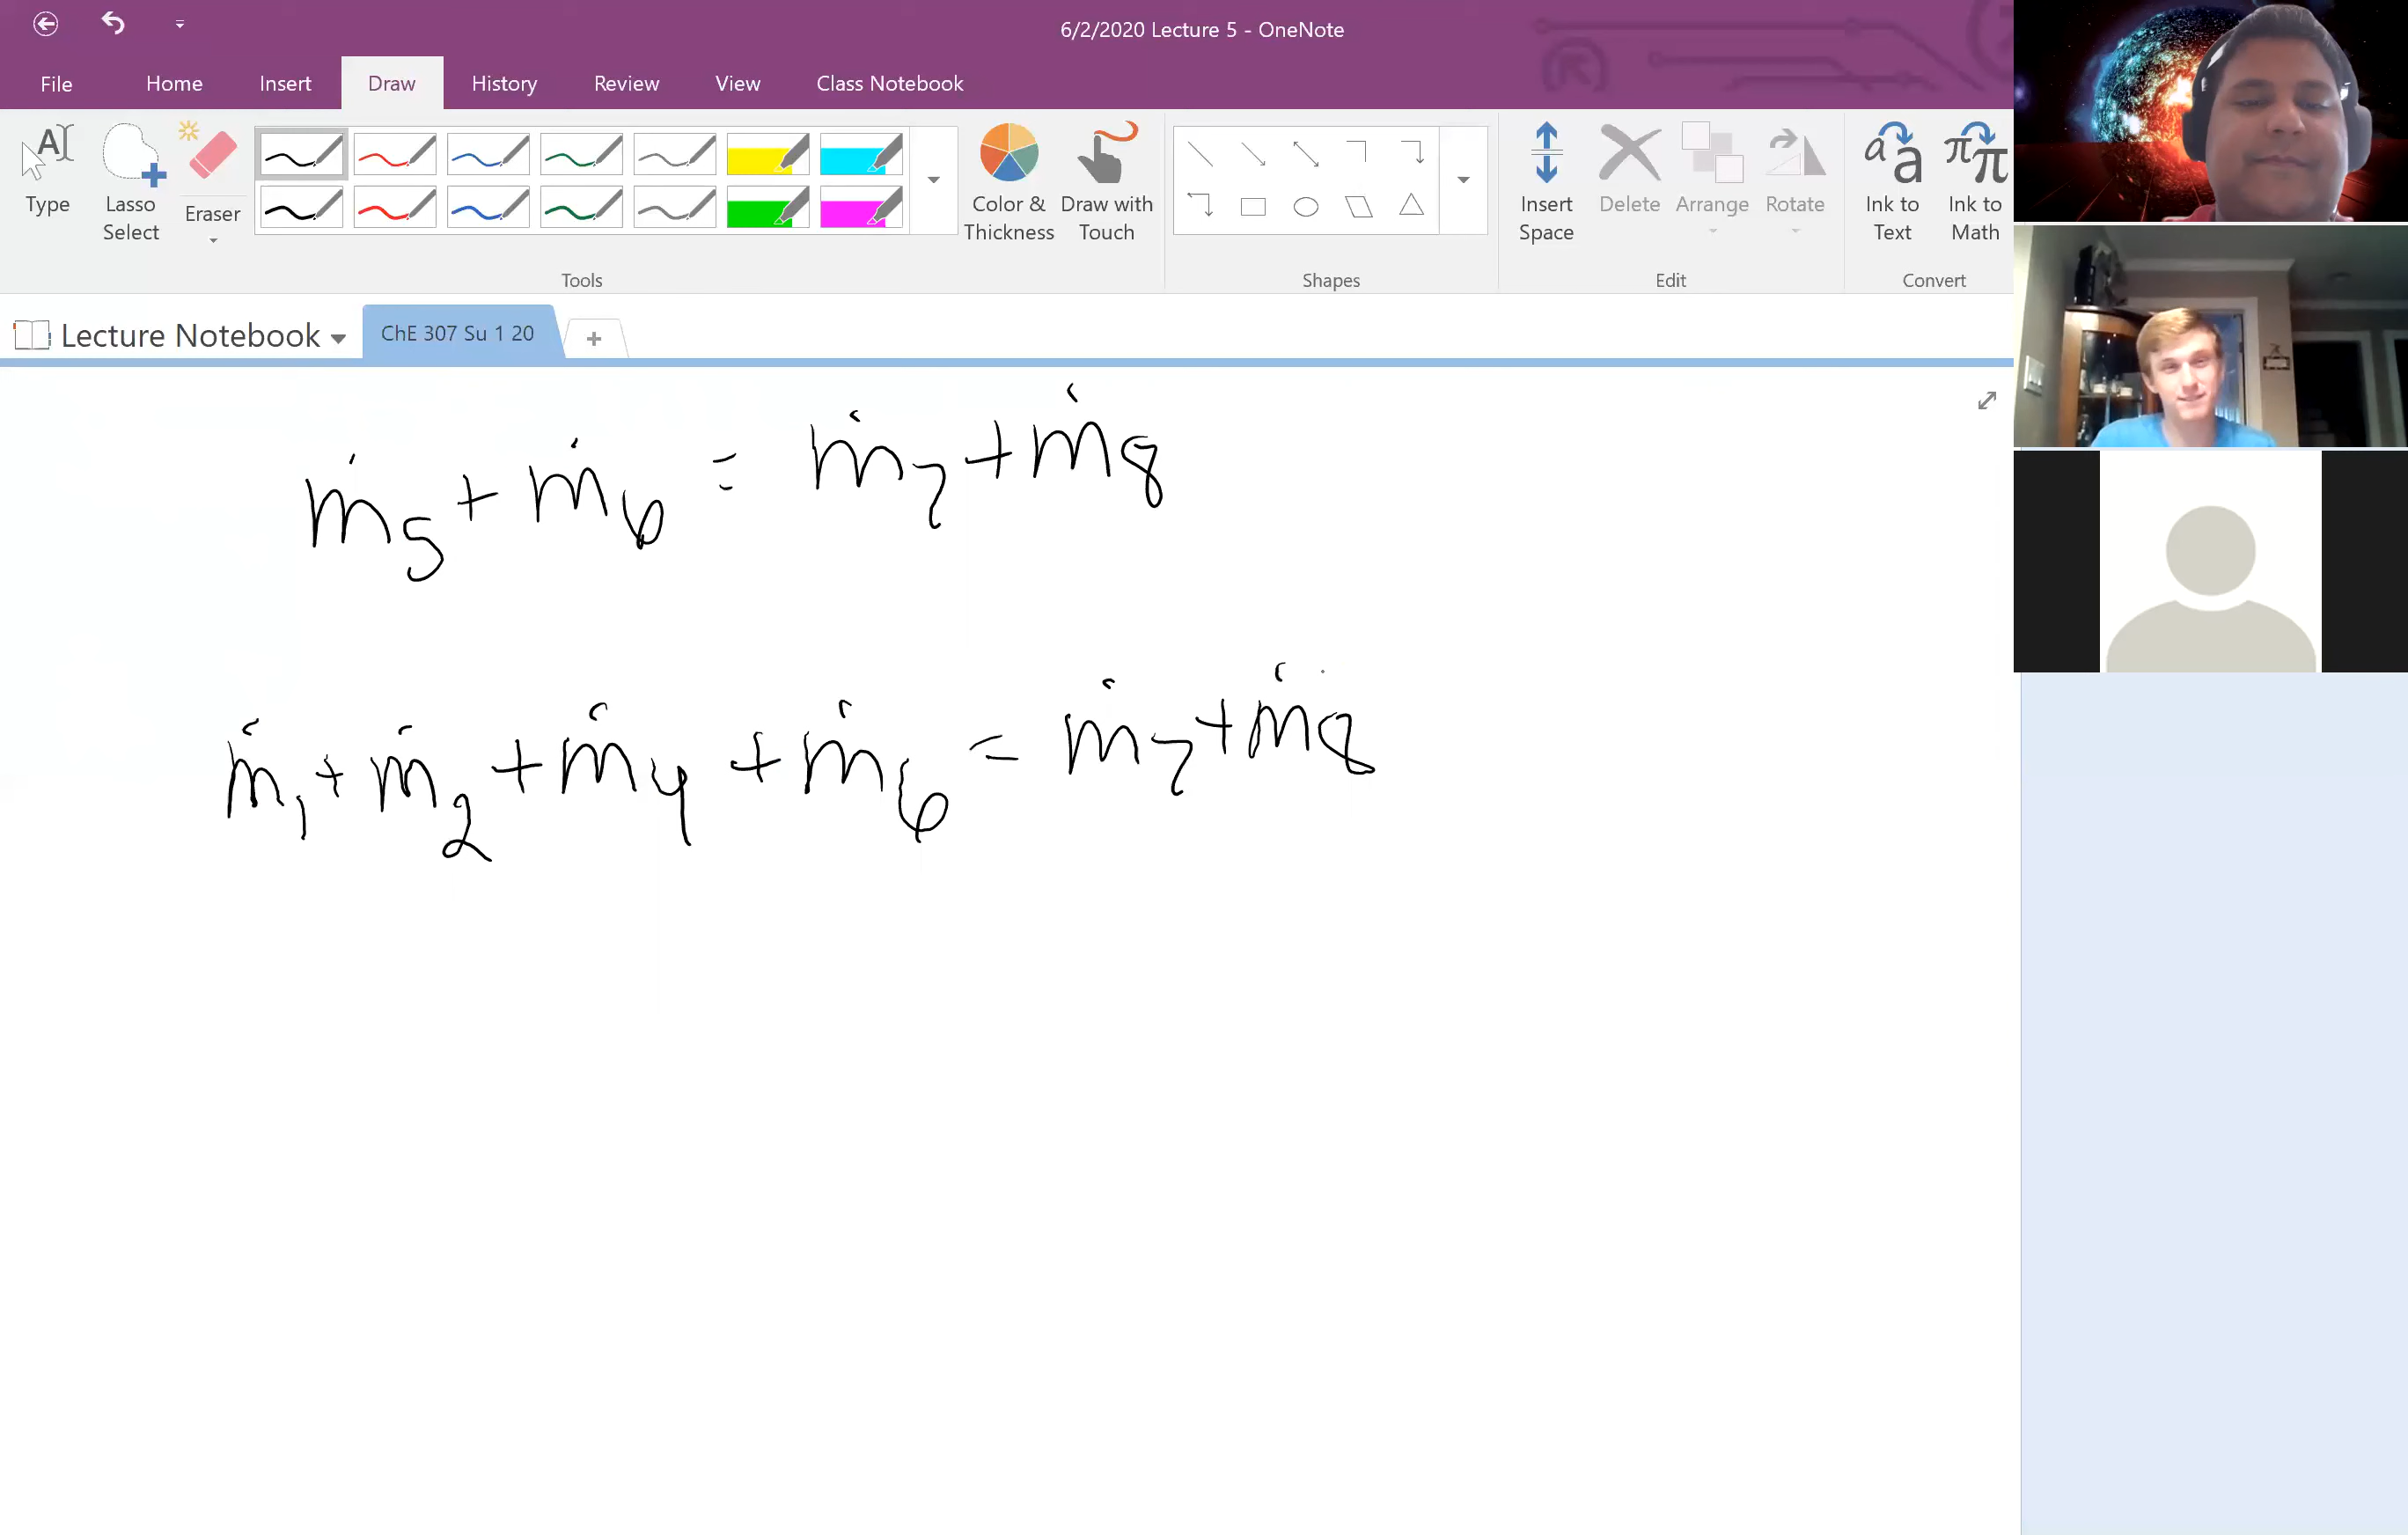 6/2/2020 Lecture 5 - OneNote
File Home Insert Draw History Review View Class Notebook
Type
Lasso Select
Eraser
Color & Thickness
Draw with Touch
Insert Space
Delete
Arrange
Rotate
Ink to Text
Ink to Math
Tools Shapes Edit Convert
Lecture Notebook ChE 307 Su 1 20 +
ṁ₅ + ṁ₆ = ṁ₇ + ṁ₈
ṁ₁ + ṁ₂ + ṁ₄ + ṁ₆ = ṁ₇ + ṁ₈